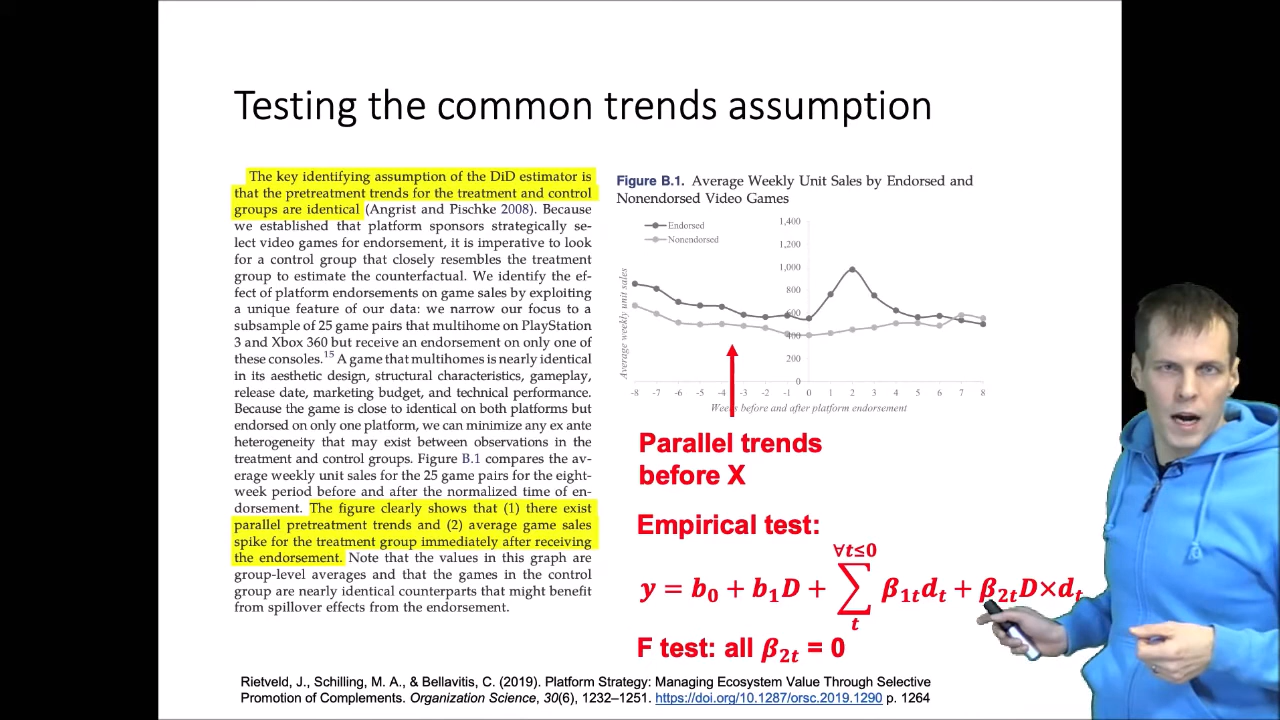 Testing the common trends assumption
The key identifying assumption of the DiD estimator is
that the pretreatment trends for the treatment and control
groups are identical (Angrist and Pischke 2008). Because
we established that platform sponsors strategically se-
lect video games for endorsement, it is imperative to look
for a control group that closely resembles the treatment
group to estimate the counterfactual. We identify the ef-
fect of platform endorsements on game sales by exploiting
a unique feature of our data: we narrow our focus to a
subsample of 25 game pairs that multihome on PlayStation
3 and Xbox 360 but receive an endorsement on only one of
these consoles.15 A game that multihomes is nearly identical
in its aesthetic design, structural characteristics, gameplay,
release date, marketing budget, and technical performance.
Because the game is close to identical on both platforms but
endorsed on only one platform, we can minimize any ex ante
heterogeneity that may exist between observations in the
treatment and control groups. Figure B.1 compares the av-
erage weekly unit sales for the 25 game pairs for the eight-
week period before and after the normalized time of en-
dorsement. The figure clearly shows that (1) there exist
parallel pretreatment trends and (2) average game sales
spike for the treatment group immediately after receiving
the endorsement. Note that the values in this graph are
group-level averages and that the games in the control
group are nearly identical counterparts that might benefit
from spillover effects from the endorsement.
Figure B.1. Average Weekly Unit Sales by Endorsed and
Nonendorsed Video Games
Endorsed
Nonendorsed
1,400
1,200
1,000
800
600
400
200
0
Average weekly unit sales
-8 -7 -6 -5 -4 -3 -2 -1 0 1 2 3 4 5 6 7 8
Weeks before and after platform endorsement
Parallel trends
before X
Empirical test:
∀t≤0
y = b₀ + b₁D + ∑ β₁ₜdₜ + β₂ₜD×dₜ
t
F test: all β₂ₜ = 0
Rietveld, J., Schilling, M. A., & Bellavitis, C. (2019). Platform Strategy: Managing Ecosystem Value Through Selective
Promotion of Complements. Organization Science, 30(6), 1232–1251. https://doi.org/10.1287/orsc.2019.1290 p. 1264